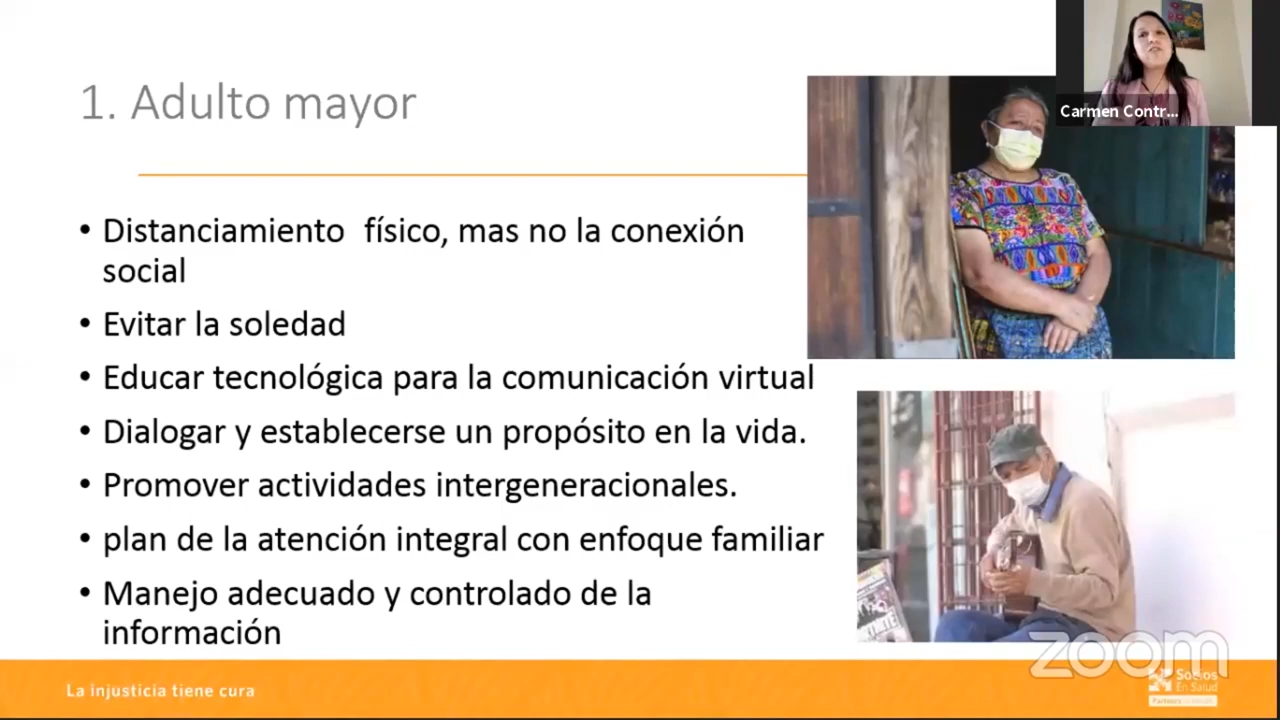 1. Adulto mayor
Carmen Contr...
• Distanciamiento físico, mas no la conexión
social
• Evitar la soledad
• Educar tecnológica para la comunicación virtual
• Dialogar y establecerse un propósito en la vida.
• Promover actividades intergeneracionales.
• plan de la atención integral con enfoque familiar
• Manejo adecuado y controlado de la
información
zoom
La injusticia tiene cura
Socios
En Salud